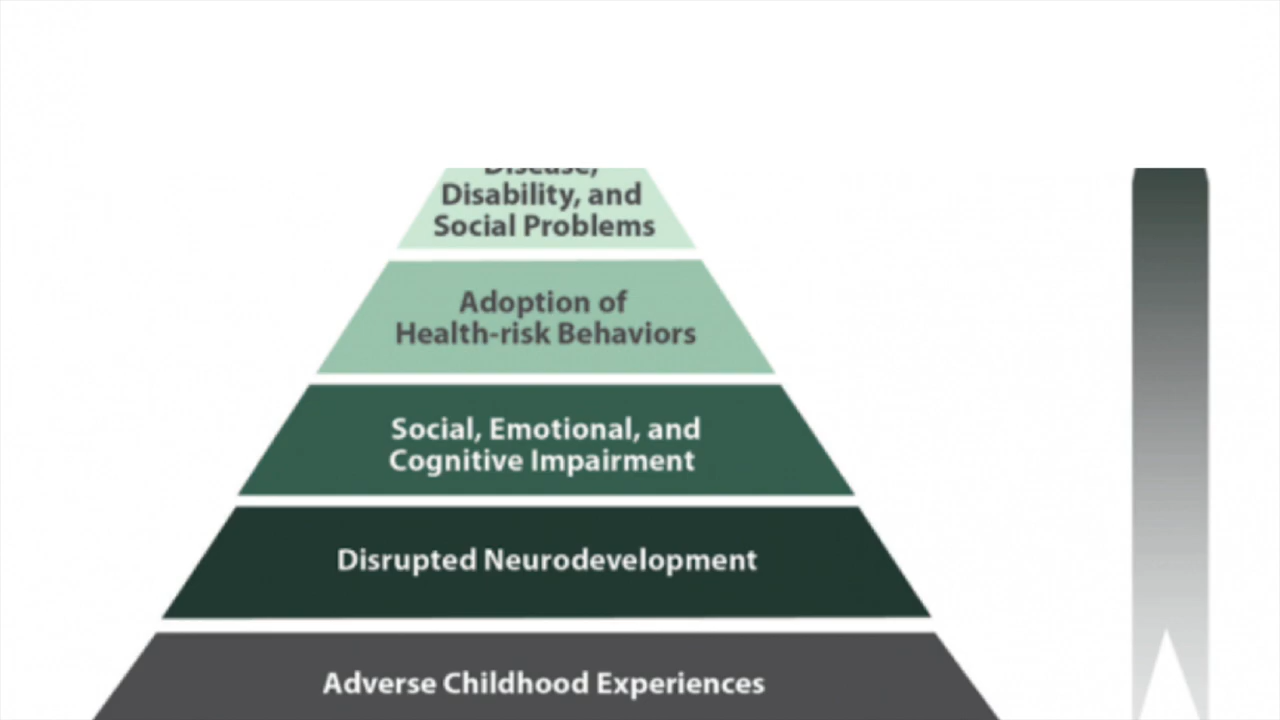 Disease,
Disability, and
Social Problems
Adoption of
Health-risk Behaviors
Social, Emotional, and
Cognitive Impairment
Disrupted Neurodevelopment
Adverse Childhood Experiences